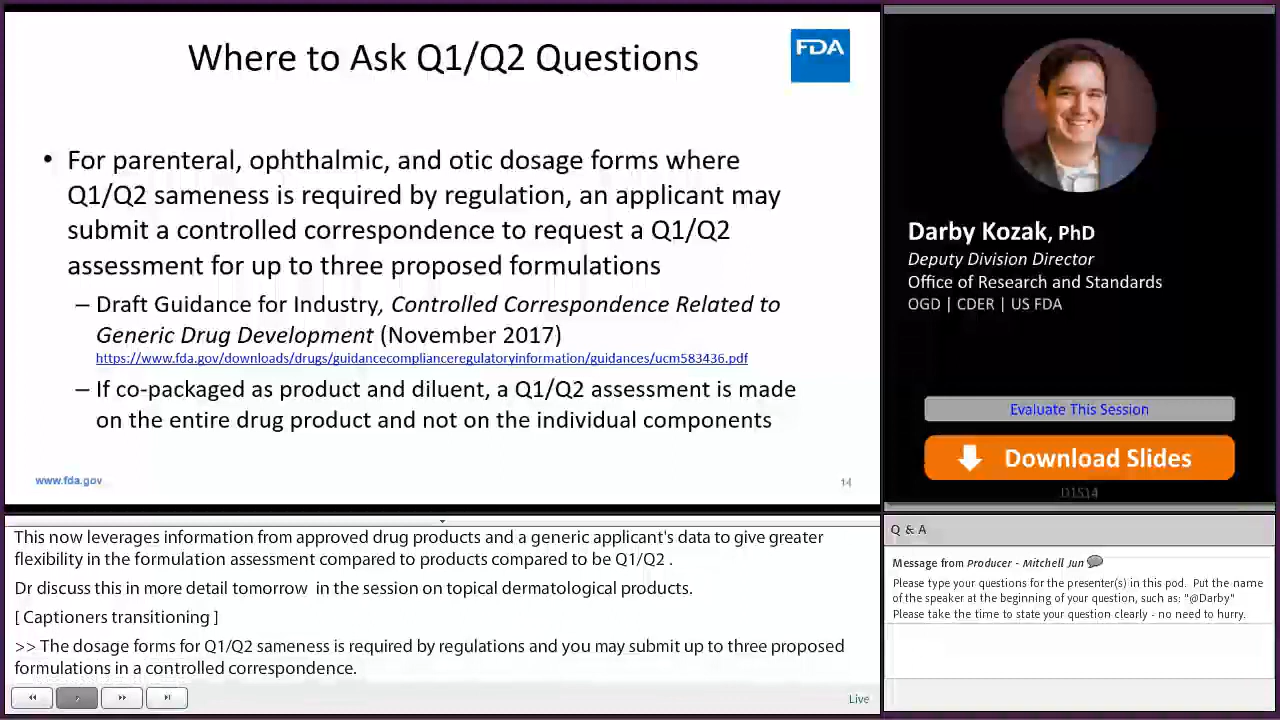 Where to Ask Q1/Q2 Questions
FDA
• For parenteral, ophthalmic, and otic dosage forms where
Q1/Q2 sameness is required by regulation, an applicant may
submit a controlled correspondence to request a Q1/Q2
assessment for up to three proposed formulations
– Draft Guidance for Industry, Controlled Correspondence Related to
Generic Drug Development (November 2017)
https://www.fda.gov/downloads/drugs/guidancecomplianceregulatoryinformation/guidances/ucm583436.pdf
– If co-packaged as product and diluent, a Q1/Q2 assessment is made
on the entire drug product and not on the individual components
www.fda.gov
14
Darby Kozak, PhD
Deputy Division Director
Office of Research and Standards
OGD | CDER | US FDA
Evaluate This Session
Download Slides
D1S14
This now leverages information from approved drug products and a generic applicant's data to give greater
flexibility in the formulation assessment compared to products compared to be Q1/Q2 .
Dr discuss this in more detail tomorrow in the session on topical dermatological products.
[ Captioners transitioning ]
>> The dosage forms for Q1/Q2 sameness is required by regulations and you may submit up to three proposed
formulations in a controlled correspondence.
Live
Q & A
Message from Producer - Mitchell Jun
Please type your questions for the presenter(s) in this pod. Put the name
of the speaker at the beginning of your question, such as: "@Darby"
Please take the time to state your question clearly - no need to hurry.